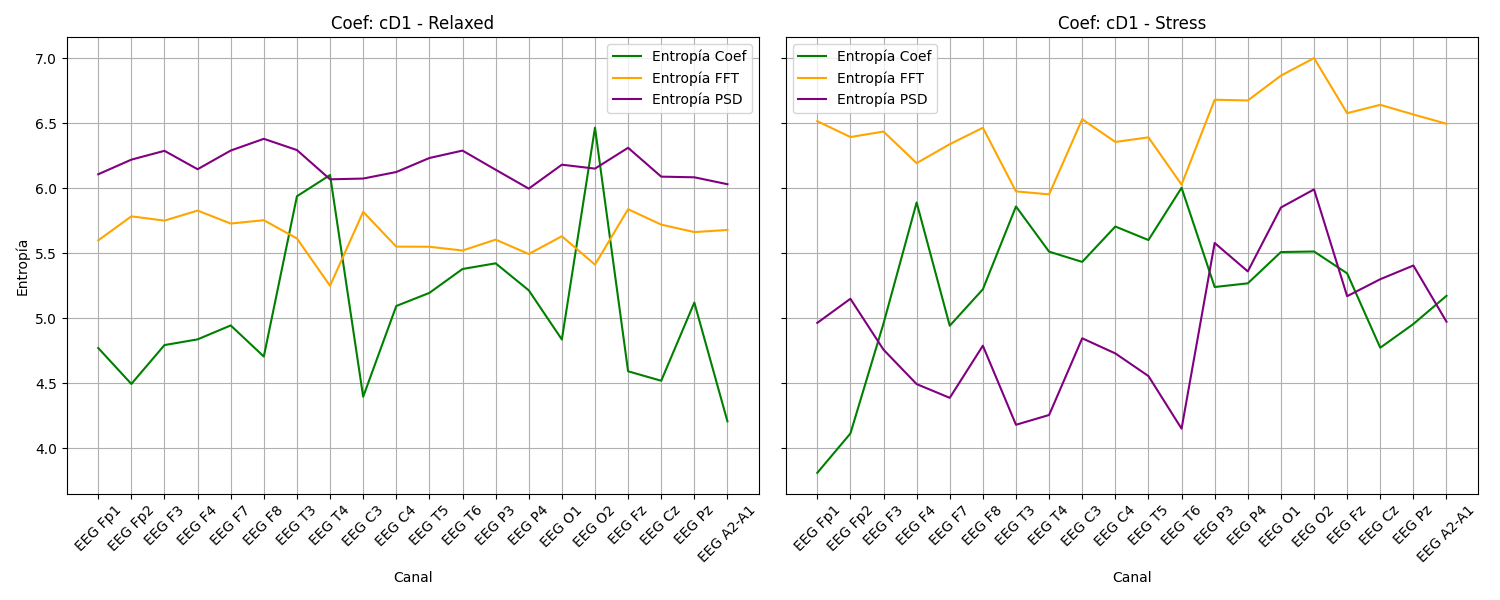 Coef: cD1 - Relaxed
Entropía Coef
Entropía FFT
Entropía PSD
7.0
6.5
6.0
5.5
5.0
4.5
4.0
Entropía
EEG Fp1
EEG Fp2
EEG F3
EEG F4
EEG F7
EEG F8
EEG T3
EEG T4
EEG C3
EEG C4
EEG T5
EEG T6
EEG P3
EEG P4
EEG O1
EEG O2
EEG Fz
EEG Cz
EEG Pz
EEG A2-A1
Canal
Coef: cD1 - Stress
Entropía Coef
Entropía FFT
Entropía PSD
EEG Fp1
EEG Fp2
EEG F3
EEG F4
EEG F7
EEG F8
EEG T3
EEG T4
EEG C3
EEG C4
EEG T5
EEG T6
EEG P3
EEG P4
EEG O1
EEG O2
EEG Fz
EEG Cz
EEG Pz
EEG A2-A1
Canal